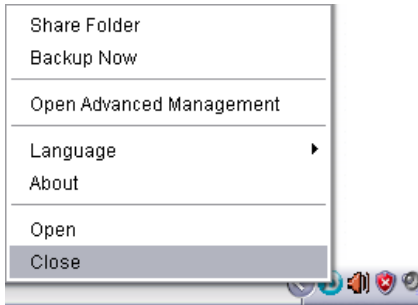 Share Folder
Backup Now
Open Advanced Management
Language
About
Open
Close